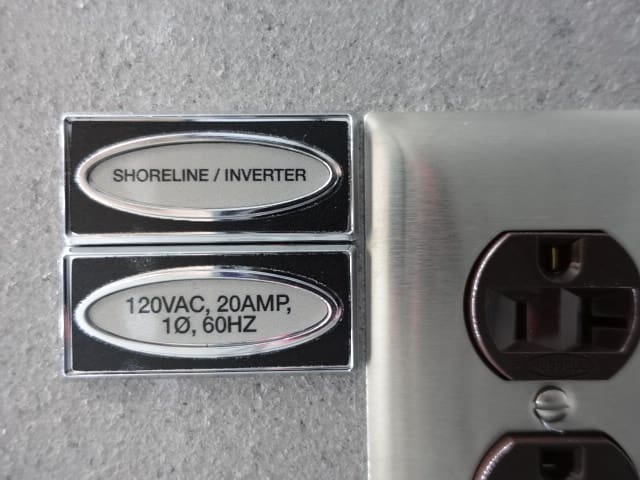 SHORELINE / INVERTER
120VAC, 20AMP,
1Ø, 60HZ